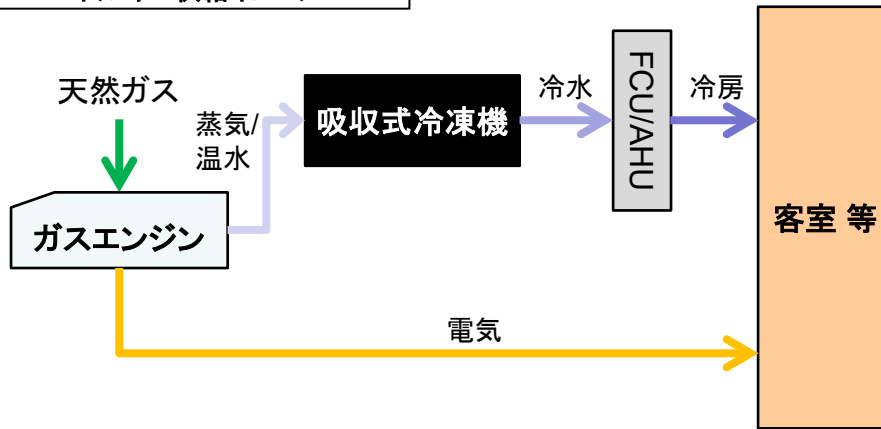 天然ガス
蒸気/
温水
吸収式冷凍機
冷水
FCU/AHU
冷房
ガスエンジン
客室 等
電気